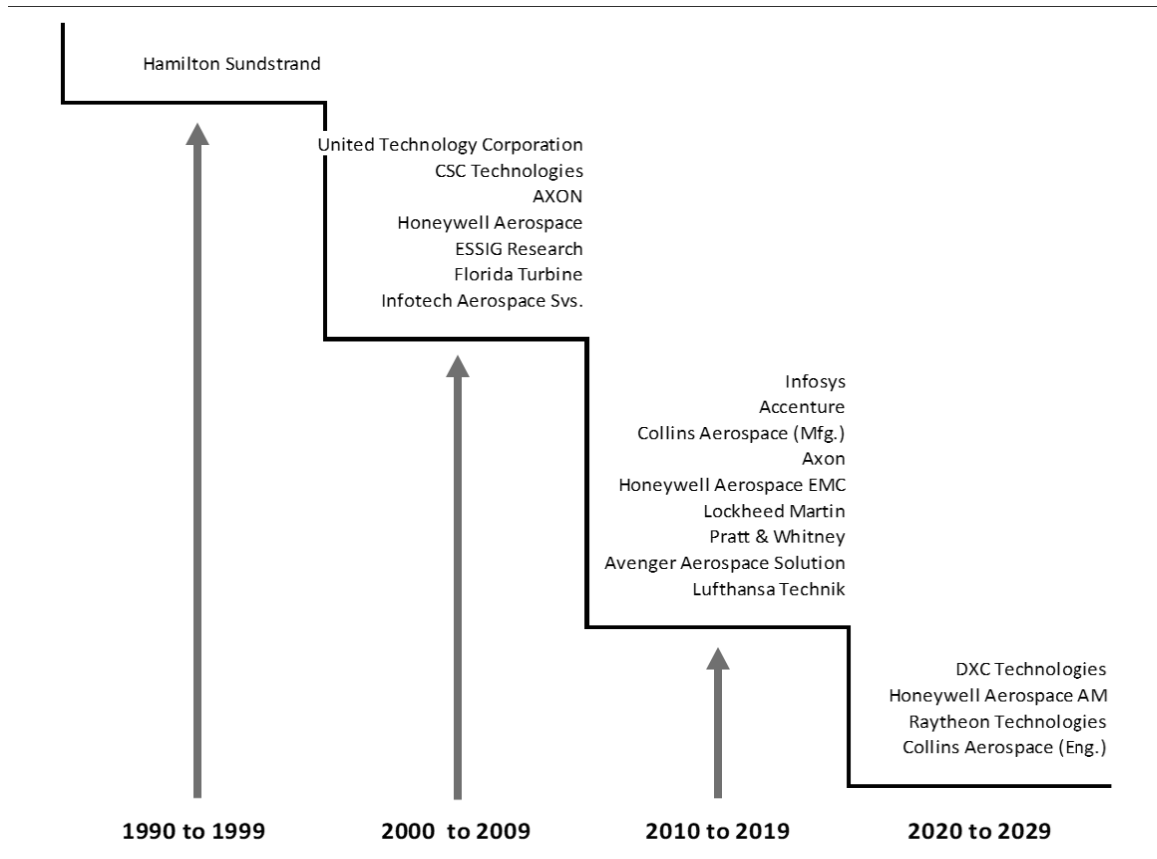 Hamilton Sundstrand
United Technology Corporation
CSC Technologies
AXON
Honeywell Aerospace
ESSIG Research
Florida Turbine
Infotech Aerospace Svs.
Infosys
Accenture
Collins Aerospace (Mfg.)
Axon
Honeywell Aerospace EMC
Lockheed Martin
Pratt & Whitney
Avenger Aerospace Solution
Lufthansa Technik
DXC Technologies
Honeywell Aerospace AM
Raytheon Technologies
Collins Aerospace (Eng.)
1990 to 1999
2000 to 2009
2010 to 2019
2020 to 2029